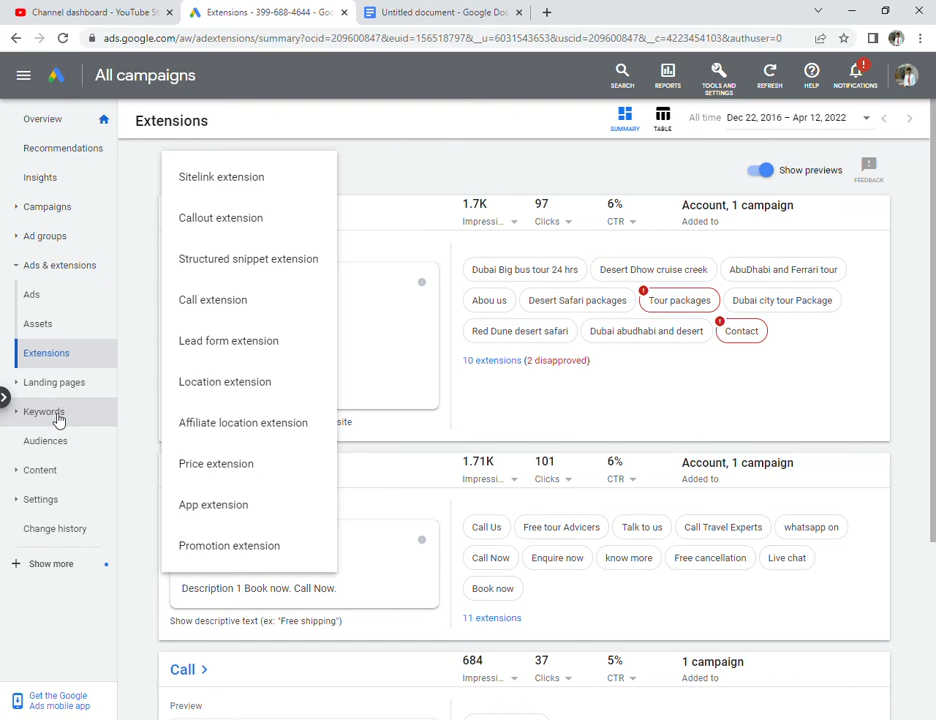 Channel dashboard - YouTube S
Extensions - 399-688-4644 - Goo
Untitled document - Google Doc
ads.google.com/aw/adextensions/summary?ocid=209600847&euid=156518797&__u=6031543653&uscid=209600847&__c=4223454103&authuser=0
All campaigns
SEARCH
REPORTS
TOOLS AND SETTINGS
REFRESH
HELP
NOTIFICATIONS
Overview
Recommendations
Insights
Campaigns
Ad groups
Ads & extensions
Ads
Assets
Extensions
Landing pages
Keywords
Audiences
Content
Settings
Change history
Show more
Get the Google
Ads mobile app
Extensions
SUMMARY
TABLE
All time
Dec 22, 2016 – Apr 12, 2022
Show previews
FEEDBACK
Sitelink extension
Callout extension
Structured snippet extension
Call extension
Lead form extension
Location extension
Affiliate location extension
Price extension
App extension
Promotion extension
1.7K
Impressi...
97
Clicks
6%
CTR
Account, 1 campaign
Added to
Dubai Big bus tour 24 hrs
Desert Dhow cruise creek
AbuDhabi and Ferrari tour
Abou us
Desert Safari packages
Tour packages
Dubai city tour Package
Red Dune desert safari
Dubai abudhabi and desert
Contact
10 extensions (2 disapproved)
site
1.71K
Impressi...
101
Clicks
6%
CTR
Account, 1 campaign
Added to
Call Us
Free tour Advicers
Talk to us
Call Travel Experts
whatsapp on
Call Now
Enquire now
know more
Free cancellation
Live chat
Book now
11 extensions
Description 1 Book now. Call Now.
Show descriptive text (ex: "Free shipping")
Call
684
Impressi...
37
Clicks
5%
CTR
1 campaign
Added to
Preview